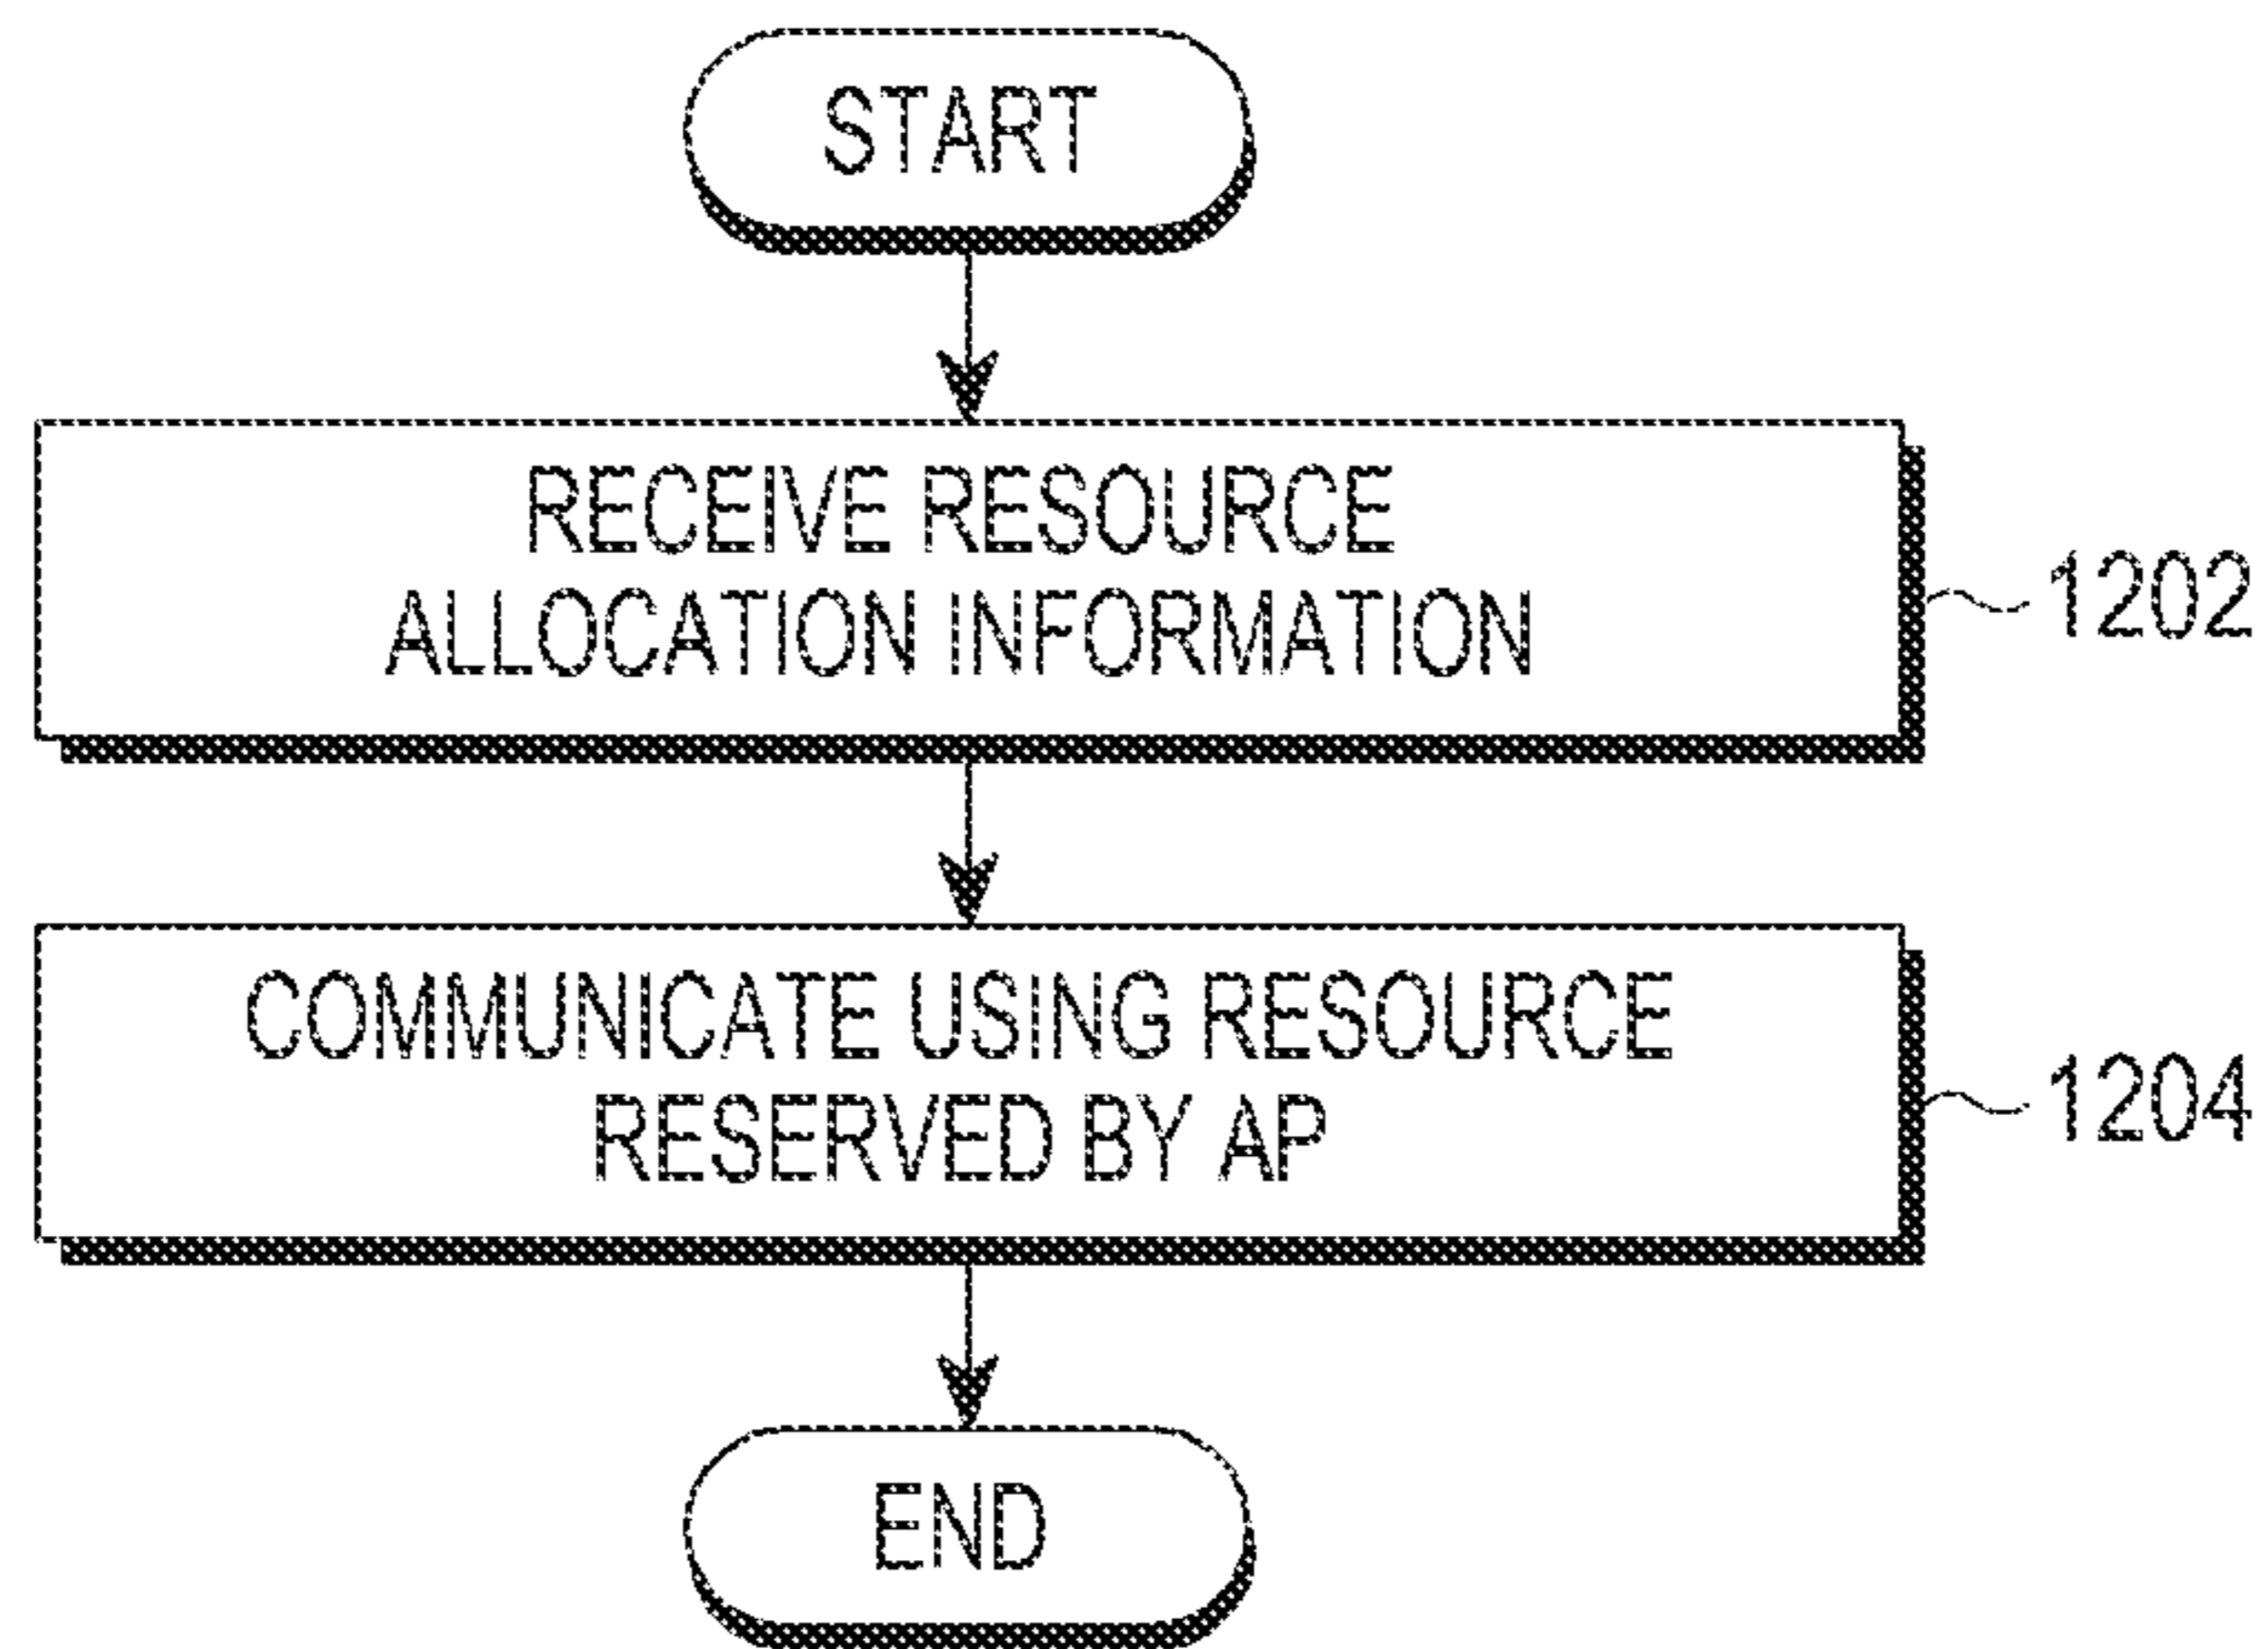 START
RECEIVE RESOURCE
ALLOCATION INFORMATION
1202
COMMUNICATE USING RESOURCE
RESERVED BY AP
1204
END